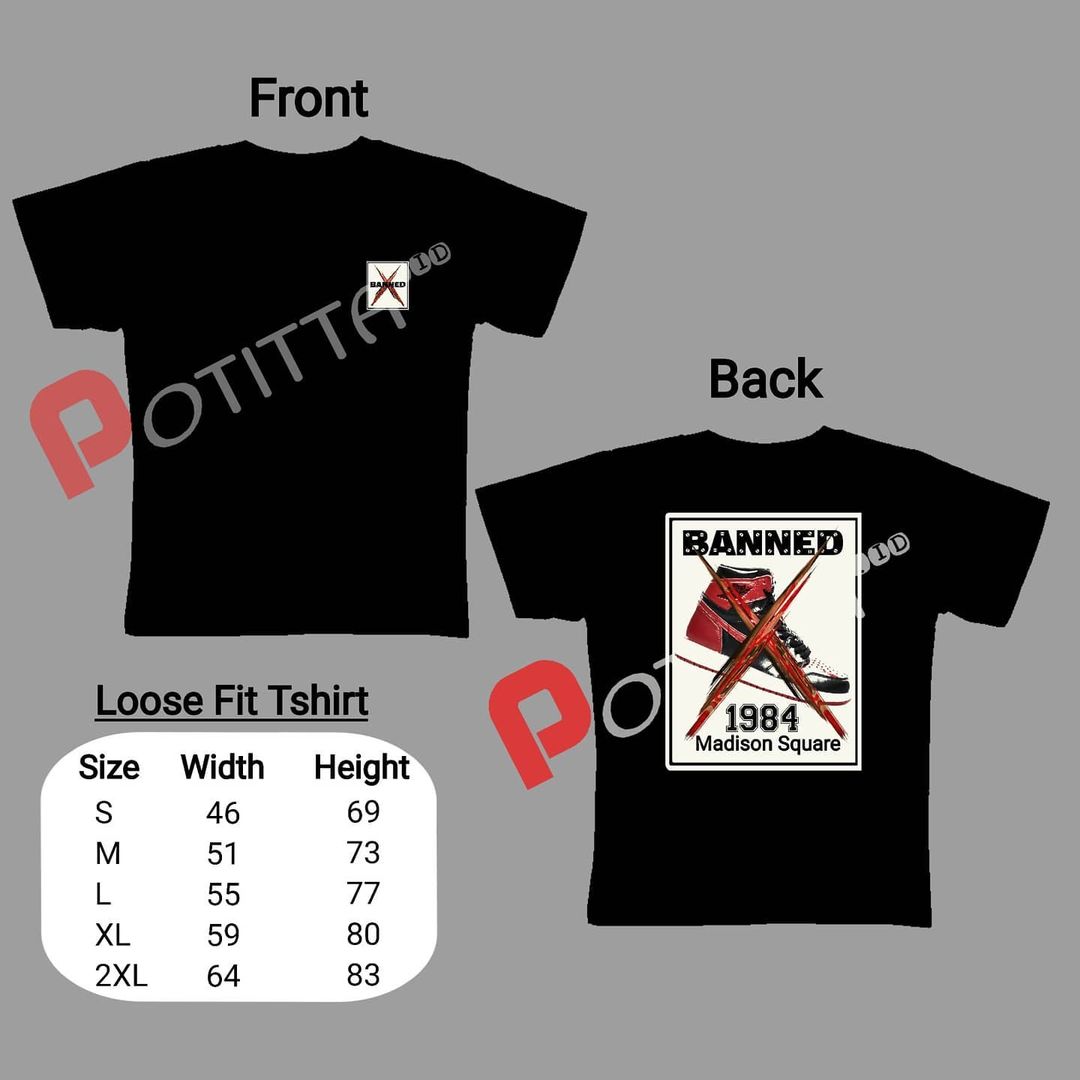 Front
BANNED
POTITTA ID
Back
BANNED
1984
Madison Square
ID
Loose Fit Tshirt
Size Width Height
S 46 69
M 51 73
L 55 77
XL 59 80
2XL 64 83